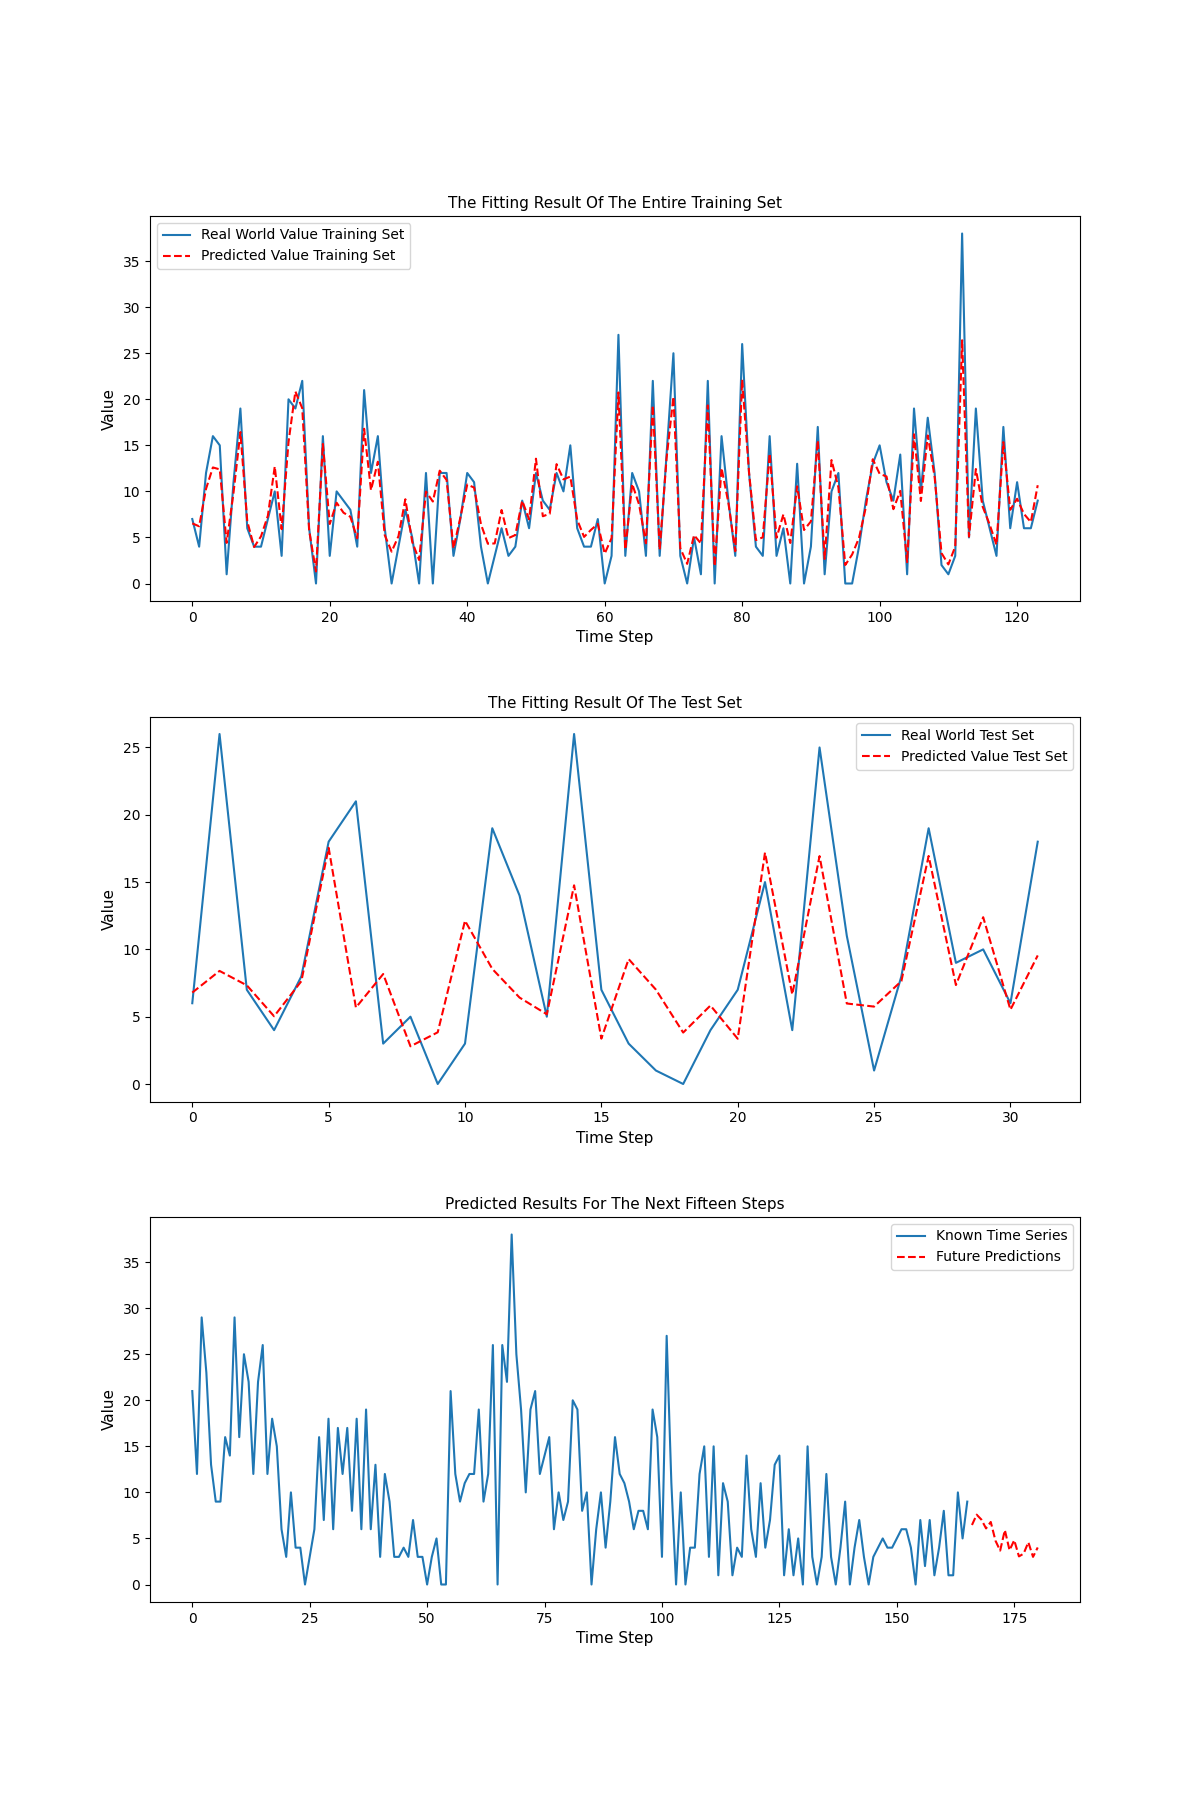 The Fitting Result Of The Entire Training Set
Real World Value Training Set
Predicted Value Training Set
Value
35
30
25
20
15
10
5
0
0 20 40 60 80 100 120
Time Step
The Fitting Result Of The Test Set
Real World Test Set
Predicted Value Test Set
Value
25
20
15
10
5
0
0 5 10 15 20 25 30
Time Step
Predicted Results For The Next Fifteen Steps
Known Time Series
Future Predictions
Value
35
30
25
20
15
10
5
0
0 25 50 75 100 125 150 175
Time Step